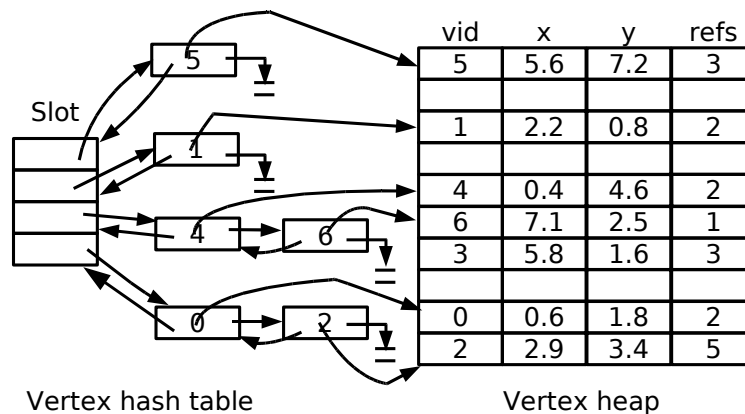 vid x y refs
5 5 5.6 7.2 3
Slot
1 1 2.2 0.8 2
4 0.4 4.6 2
4 6 6 7.1 2.5 1
3 5.8 1.6 3
0 2 0 0.6 1.8 2
2 2.9 3.4 5
Vertex hash table Vertex heap